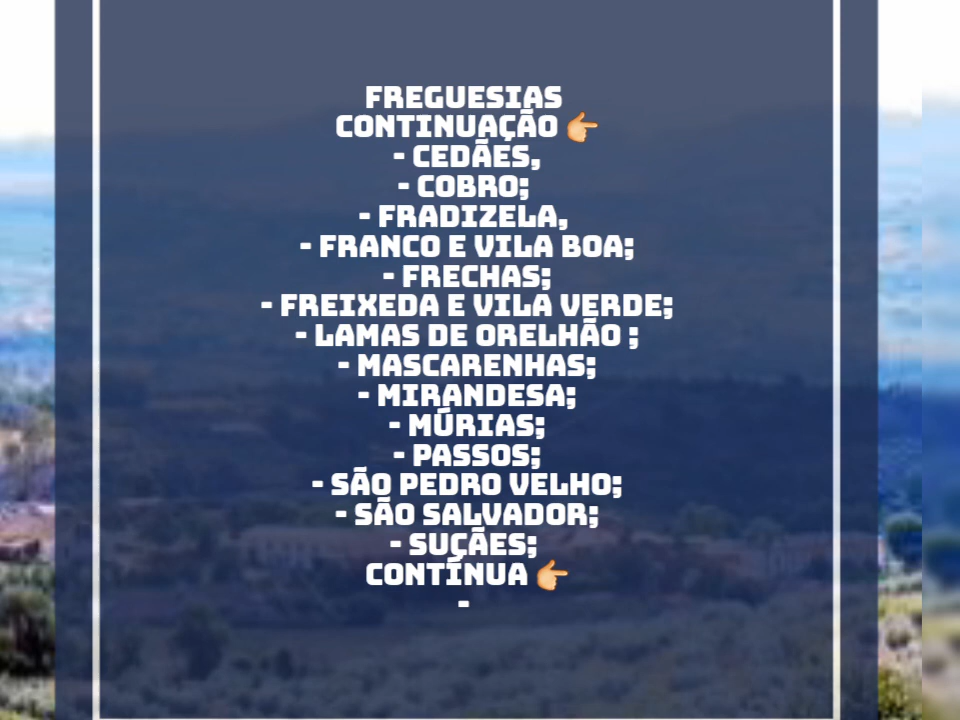 FREGUESIAS
CONTINUAÇÃO 👉
- CEDÃES,
- COBRO;
- FRADIZELA,
- FRANCO E VILA BOA;
- FRECHAS;
- FREIXEDA E VILA VERDE;
- LAMAS DE ORELHÃO ;
- MASCARENHAS;
- MIRANDESA;
- MÚRIAS;
- PASSOS;
- SÃO PEDRO VELHO;
- SÃO SALVADOR;
- SUÇÃES;
CONTÍNUA 👉
-